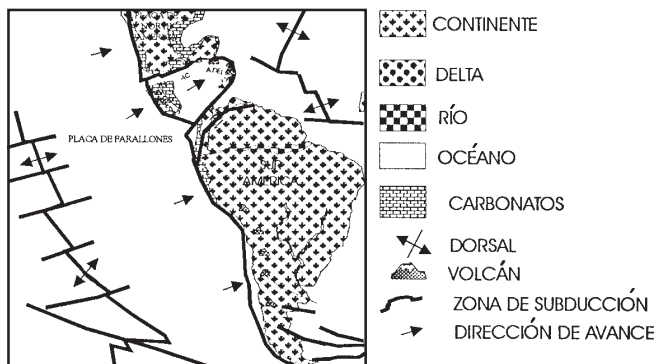 PLACA DE FARALLONES
SUR
AMÉRICA
CONTINENTE
DELTA
RÍO
OCÉANO
CARBONATOS
DORSAL
VOLCÁN
ZONA DE SUBDUCCIÓN
DIRECCIÓN DE AVANCE